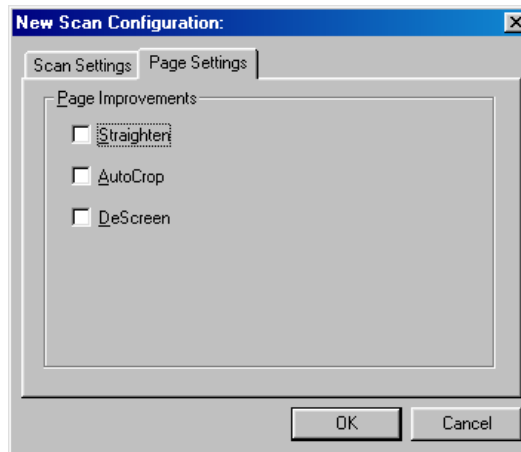 New Scan Configuration:
Scan Settings
Page Settings
Page Improvements
Straighten
AutoCrop
DeScreen
OK
Cancel